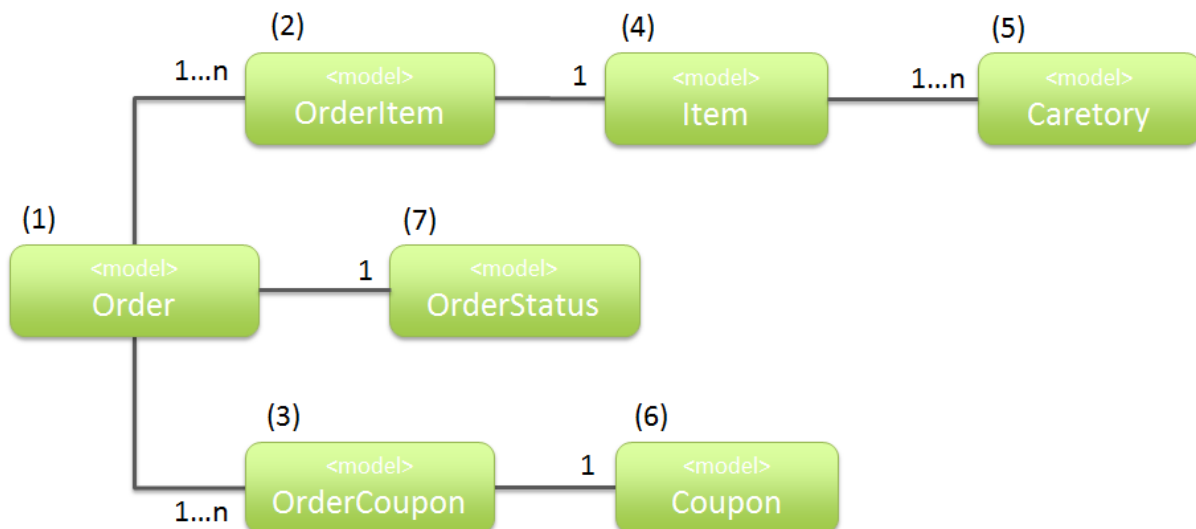 (2)
(4)
(5)
1...n
<model>
OrderItem
1
<model>
Item
1...n
<model>
Caretory
(1)
(7)
<model>
Order
1
<model>
OrderStatus
(3)
(6)
1...n
<model>
OrderCoupon
1
<model>
Coupon